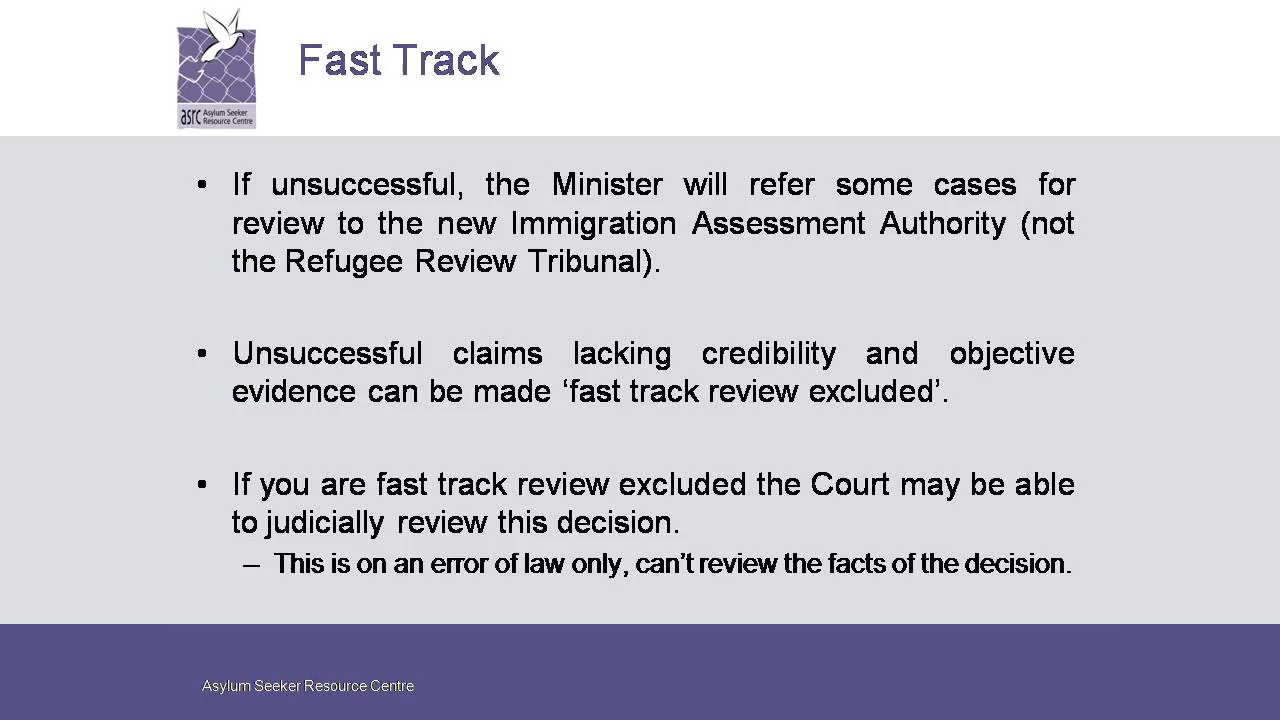 Fast Track
asrc Asylum Seeker
Resource Centre
• If unsuccessful, the Minister will refer some cases for
review to the new Immigration Assessment Authority (not
the Refugee Review Tribunal).
• Unsuccessful claims lacking credibility and objective
evidence can be made ‘fast track review excluded’.
• If you are fast track review excluded the Court may be able
to judicially review this decision.
– This is on an error of law only, can’t review the facts of the decision.
Asylum Seeker Resource Centre